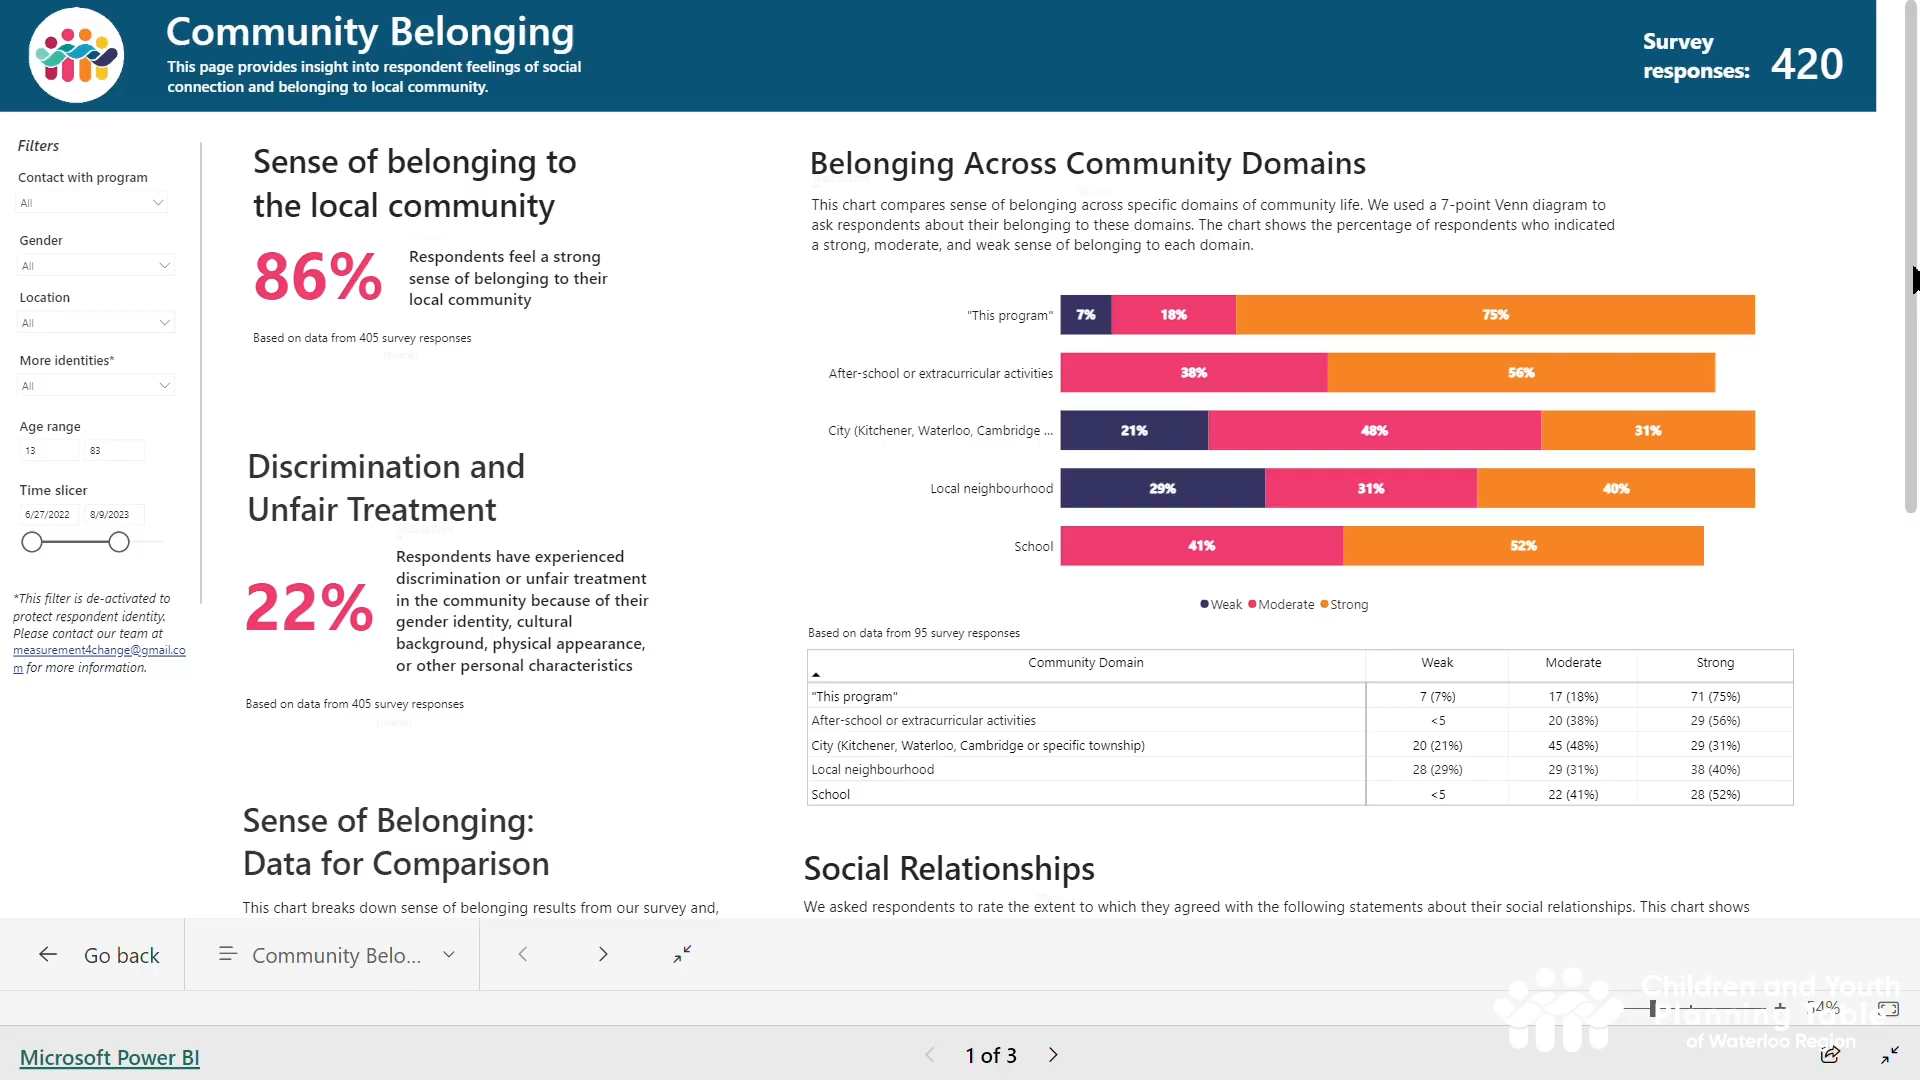 Community Belonging
This page provides insight into respondent feelings of social
connection and belonging to local community.
Survey
responses: 420
Filters
Contact with program
All
Gender
All
Location
All
More identities*
All
Age range
13 83
Time slicer
6/27/2022 8/9/2023
*This filter is de-activated to
protect respondent identity.
Please contact our team at
measurement4change@gmail.co
m for more information.
Sense of belonging to
the local community
86%
Respondents feel a strong
sense of belonging to their
local community
Based on data from 405 survey responses
Discrimination and
Unfair Treatment
22%
Respondents have experienced
discrimination or unfair treatment
in the community because of their
gender identity, cultural
background, physical appearance,
or other personal characteristics
Based on data from 405 survey responses
Sense of Belonging:
Data for Comparison
This chart breaks down sense of belonging results from our survey and,
Belonging Across Community Domains
This chart compares sense of belonging across specific domains of community life. We used a 7-point Venn diagram to
ask respondents about their belonging to these domains. The chart shows the percentage of respondents who indicated
a strong, moderate, and weak sense of belonging to each domain.
"This program" 7% 18% 75%
After-school or extracurricular activities 38% 56%
City (Kitchener, Waterloo, Cambridge ... 21% 48% 31%
Local neighbourhood 29% 31% 40%
School 41% 52%
Weak Moderate Strong
Based on data from 95 survey responses
Community Domain Weak Moderate Strong
"This program" 7 (7%) 17 (18%) 71 (75%)
After-school or extracurricular activities <5 20 (38%) 29 (56%)
City (Kitchener, Waterloo, Cambridge or specific township) 20 (21%) 45 (48%) 29 (31%)
Local neighbourhood 28 (29%) 29 (31%) 38 (40%)
School <5 22 (41%) 28 (52%)
Social Relationships
We asked respondents to rate the extent to which they agreed with the following statements about their social relationships. This chart shows
Go back
Community Belo...
54%
Children and Youth
Planning Table
of Waterloo Region
Microsoft Power BI
1 of 3